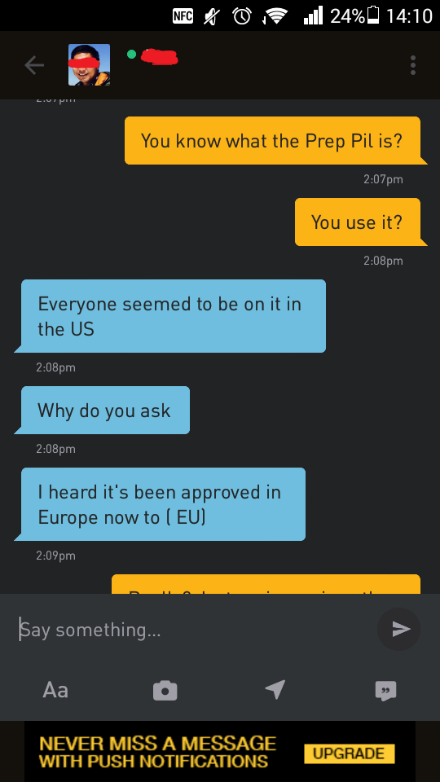 NFC 24% 14:10
2:07pm
You know what the Prep Pil is?
2:07pm
You use it?
2:08pm
Everyone seemed to be on it in
the US
2:08pm
Why do you ask
2:08pm
I heard it's been approved in
Europe now to ( EU)
2:09pm
Say something...
Aa
NEVER MISS A MESSAGE
WITH PUSH NOTIFICATIONS
UPGRADE